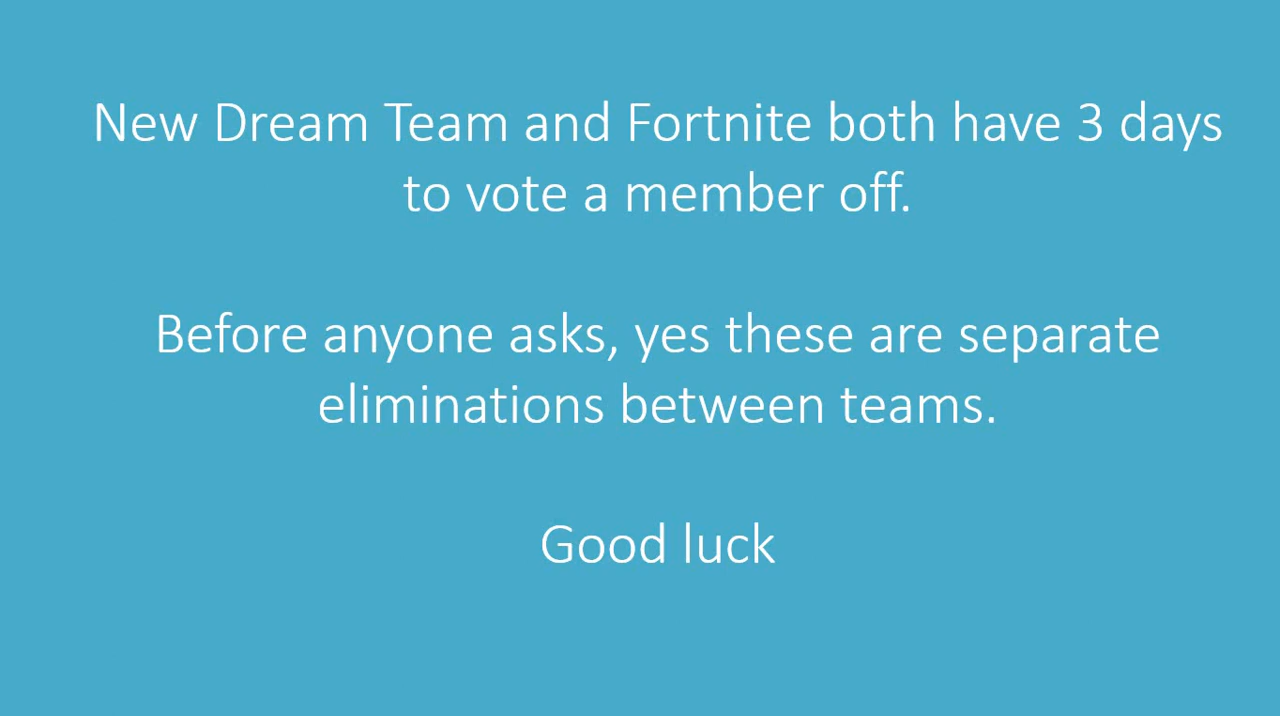 New Dream Team and Fortnite both have 3 days
to vote a member off.
Before anyone asks, yes these are separate
eliminations between teams.
Good luck